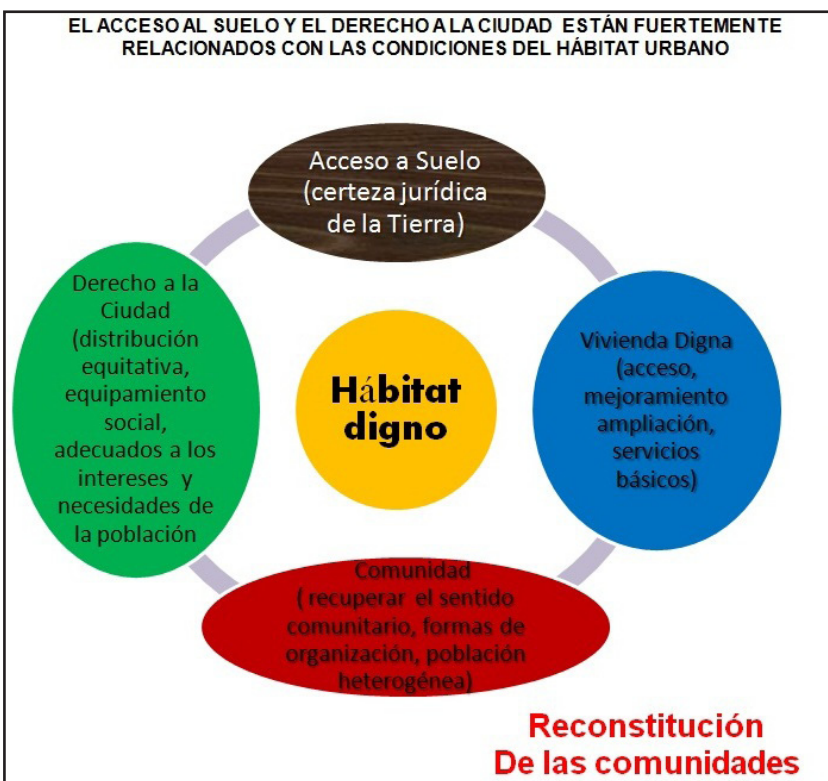 EL ACCESO AL SUELO Y EL DERECHO A LA CIUDAD ESTÁN FUERTEMENTE
RELACIONADOS CON LAS CONDICIONES DEL HÁBITAT URBANO
Acceso a Suelo
(certeza jurídica
de la Tierra)
Derecho a la
Ciudad
(distribución
equitativa,
equipamiento
social,
adecuados a los
intereses y
necesidades de
la población
Hábitat
digno
Vivienda Digna
(acceso,
mejoramiento
ampliación,
servicios
básicos)
Comunidad
( recuperar el sentido
comunitario, formas de
organización, población
heterogénea)
Reconstitución
De las comunidades